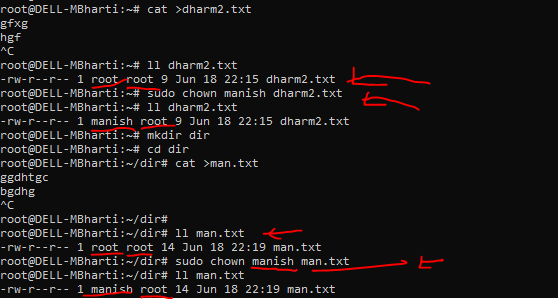 root@DELL-MBharti:~# cat >dharm2.txt
gfxg
hgf
^C
root@DELL-MBharti:~# ll dharm2.txt
-rw-r--r-- 1 root root 9 Jun 18 22:15 dharm2.txt
root@DELL-MBharti:~# sudo chown manish dharm2.txt
root@DELL-MBharti:~# ll dharm2.txt
-rw-r--r-- 1 manish root 9 Jun 18 22:15 dharm2.txt
root@DELL-MBharti:~# mkdir dir
root@DELL-MBharti:~# cd dir
root@DELL-MBharti:~/dir# cat >man.txt
ggdhtgc
bgdhg
^C
root@DELL-MBharti:~/dir#
root@DELL-MBharti:~/dir# ll man.txt
-rw-r--r-- 1 root root 14 Jun 18 22:19 man.txt
root@DELL-MBharti:~/dir# sudo chown manish man.txt
root@DELL-MBharti:~/dir# ll man.txt
-rw-r--r-- 1 manish root 14 Jun 18 22:19 man.txt